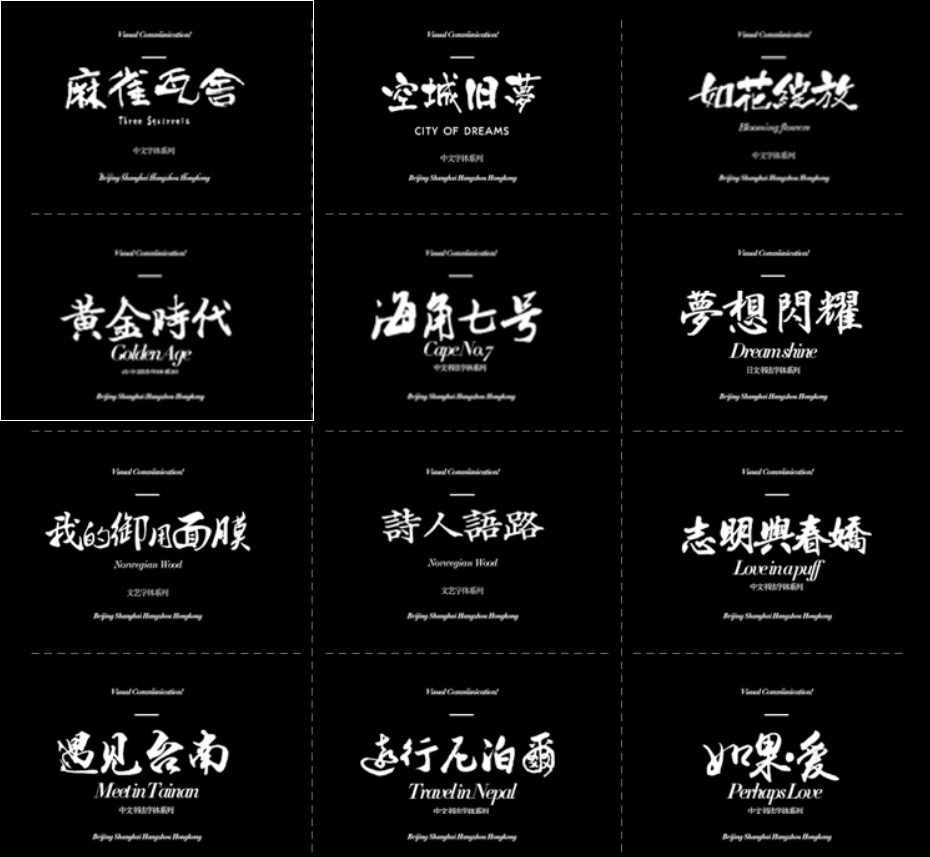 Visual Communication!
麻雀瓦舍
Three Squirrels
中文字体系列
Beijing Shanghai Hangzhou Hongkong
Visual Communication!
空城旧夢
CITY OF DREAMS
中文字体系列
Beijing Shanghai Hangzhou Hongkong
Visual Communication!
如花綻放
Blooming flowers
中文字体系列
Beijing Shanghai Hangzhou Hongkong
Visual Communication!
黃金時代
Golden Age
Beijing Shanghai Hangzhou Hongkong
Visual Communication!
海角七号
Cape No.7
中文书法字体系列
Beijing Shanghai Hangzhou Hongkong
Visual Communication!
夢想閃耀
Dream shine
日文书法字体系列
Beijing Shanghai Hangzhou Hongkong
Visual Communication!
我的御用面膜
Norwegian Wood
文艺字体系列
Beijing Shanghai Hangzhou Hongkong
Visual Communication!
詩人語路
Norwegian Wood
文艺字体系列
Beijing Shanghai Hangzhou Hongkong
Visual Communication!
志明與春嬌
Love in a puff
中文书法字体系列
Beijing Shanghai Hangzhou Hongkong
Visual Communication!
遇见台南
Meet in Tainan
中文书法字体系列
Beijing Shanghai Hangzhou Hongkong
Visual Communication!
遊行尼泊爾
Travel in Nepal
中文书法字体系列
Beijing Shanghai Hangzhou Hongkong
Visual Communication!
如果·愛
Perhaps Love
中文书法字体系列
Beijing Shanghai Hangzhou Hongkong